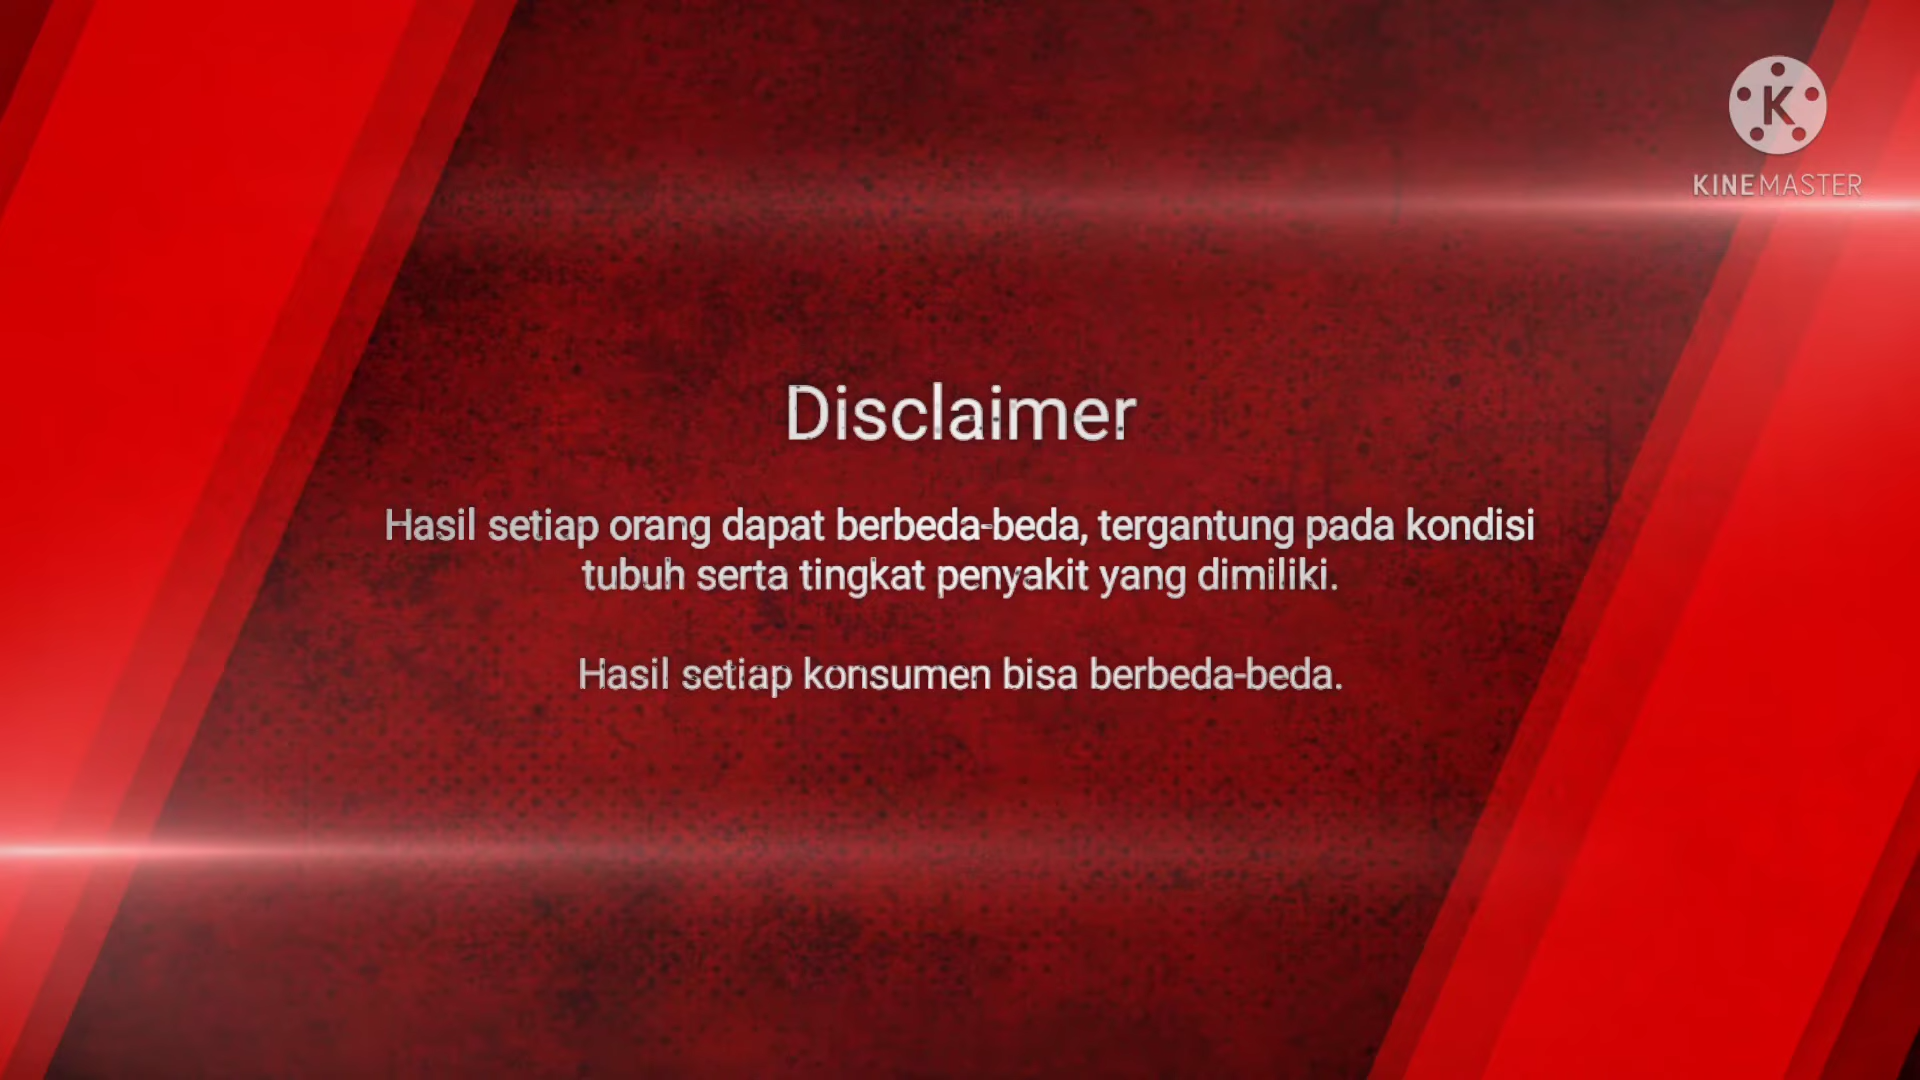 K
KINEMASTER
Disclaimer
Hasil setiap orang dapat berbeda-beda, tergantung pada kondisi
tubuh serta tingkat penyakit yang dimiliki.
Hasil setiap konsumen bisa berbeda-beda.